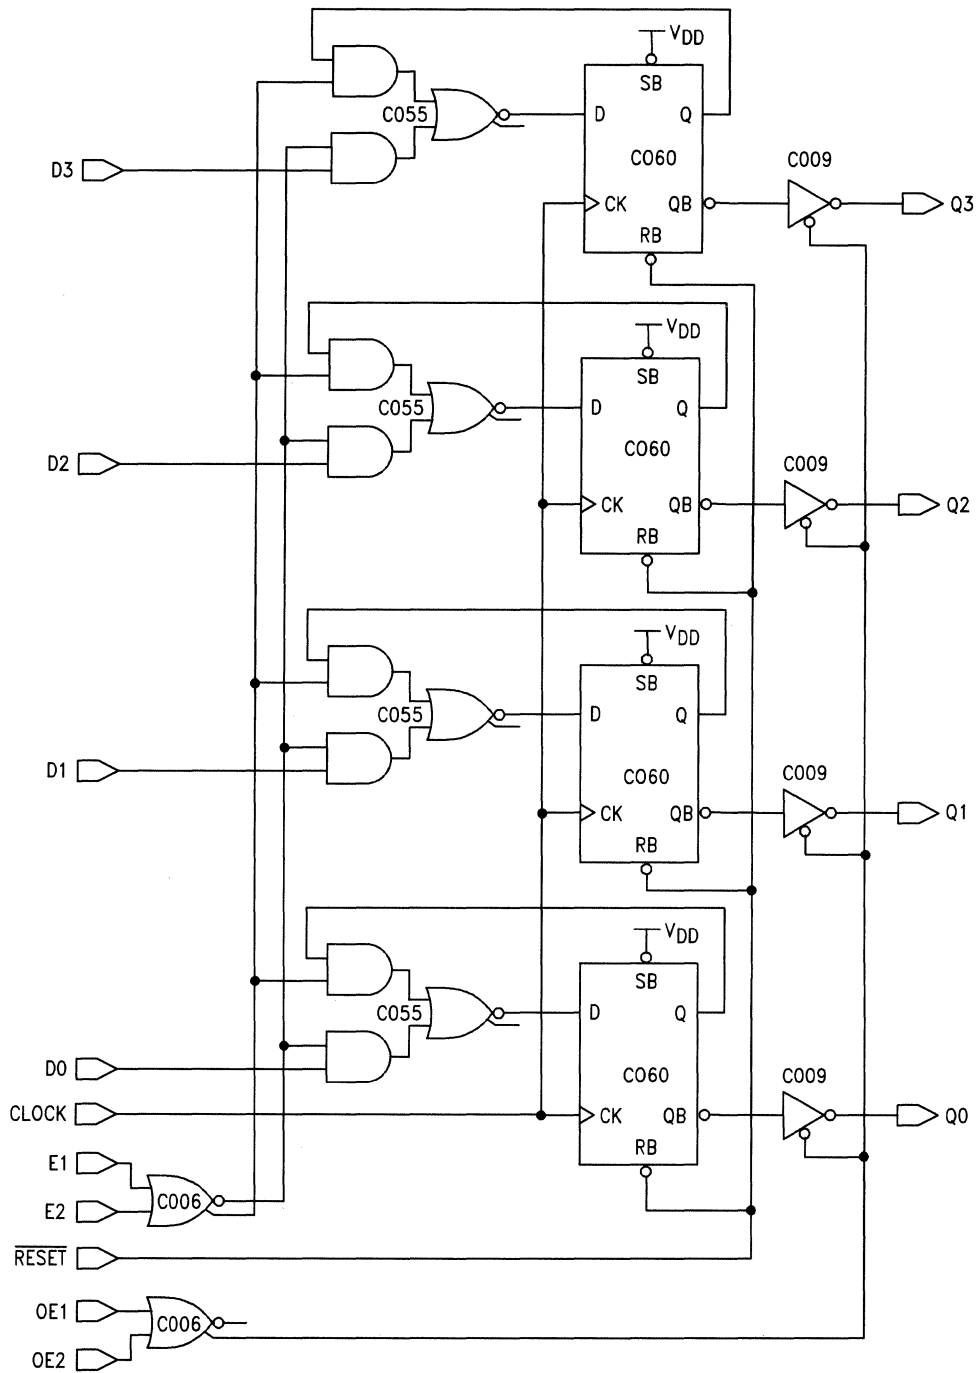 VDD
SB
C055
D
Q
C060
D3
C009
CK
QB
Q3
RB
VDD
SB
C055
D
Q
C060
D2
C009
CK
QB
Q2
RB
VDD
SB
C055
D
Q
D1
C060
C009
CK
QB
Q1
RB
VDD
SB
C055
D
Q
D0
C060
C009
CLOCK
CK
QB
Q0
RB
E1
C006
E2
RESET
OE1
C006
OE2